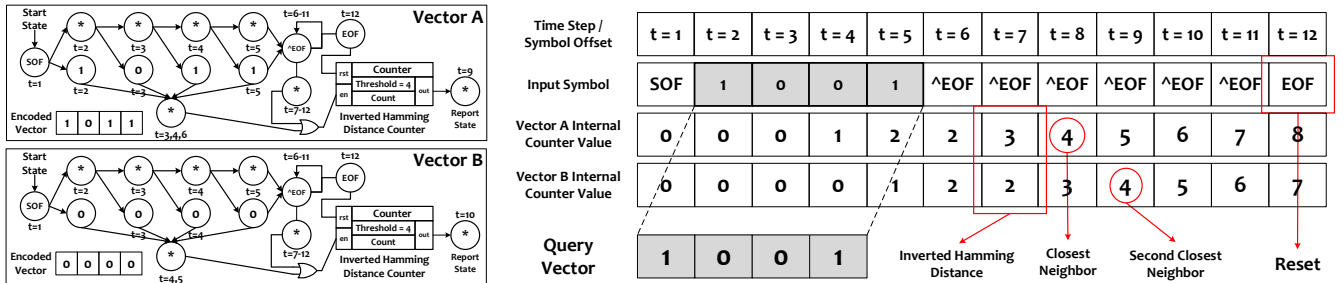 Vector A
Start State
t=6-11 t=12
* * * * ^EOF EOF
SOF t=2 t=3 t=4 t=5
t=1 1 0 1 1
t=2 t=3 t=5
rst Counter
Threshold = 4
en Count out
t=9
*
Report State
*
t=7-12
Inverted Hamming
Distance Counter
Encoded Vector 1 0 1 1
*
t=3,4,6
Vector B
Start State
t=6-11 t=12
* * * * ^EOF EOF
SOF t=2 t=3 t=4 t=5
t=1 0 0 0 0
t=3 t=4
rst Counter
Threshold = 4
en Count out
t=10
*
Report State
*
t=7-12
Inverted Hamming
Distance Counter
Encoded Vector 0 0 0 0
*
t=4,5
Time Step / Symbol Offset t = 1 t = 2 t = 3 t = 4 t = 5 t = 6 t = 7 t = 8 t = 9 t = 10 t = 11 t = 12
Input Symbol SOF 1 0 0 1 ^EOF ^EOF ^EOF ^EOF ^EOF ^EOF EOF
Vector A Internal Counter Value 0 0 0 1 2 2 3 4 5 6 7 8
Vector B Internal Counter Value 0 0 0 0 1 2 2 3 4 5 6 7
Query Vector 1 0 0 1
Inverted Hamming Distance
Closest Neighbor
Second Closest Neighbor
Reset